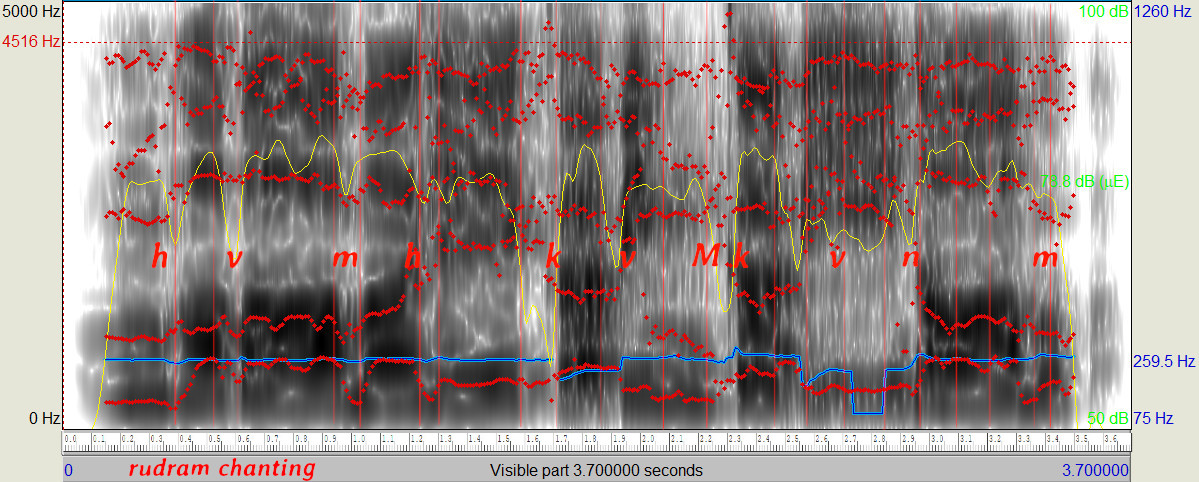 5000 Hz 100 dB 1260 Hz
4516 Hz
73.8 dB (µE)
h v m h k v M k v n m
259.5 Hz
0 Hz 50 dB 75 Hz
0.0 0.1 0.2 0.3 0.4 0.5 0.6 0.7 0.8 0.9 1.0 1.1 1.2 1.3 1.4 1.5 1.6 1.7 1.8 1.9 2.0 2.1 2.2 2.3 2.4 2.5 2.6 2.7 2.8 2.9 3.0 3.1 3.2 3.3 3.4 3.5 3.6
0 rudram chanting Visible part 3.700000 seconds 3.700000